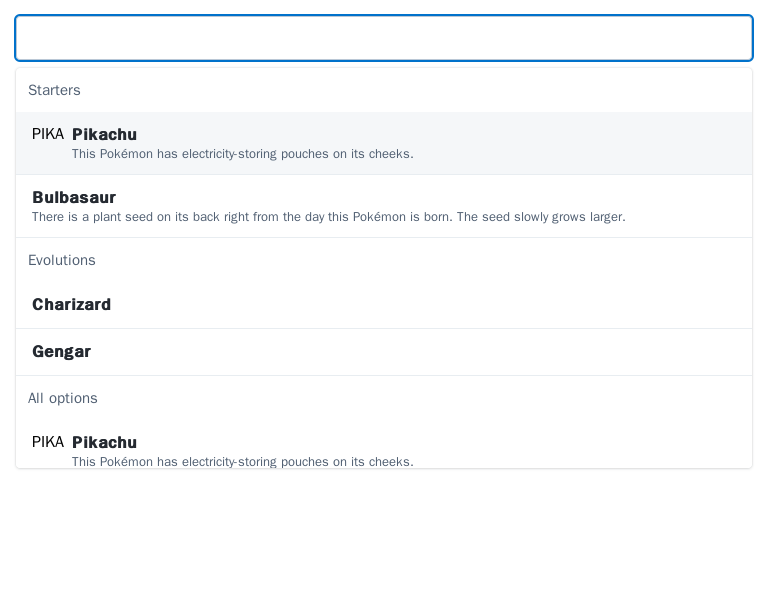 Starters
PIKA Pikachu
This Pokémon has electricity-storing pouches on its cheeks.
Bulbasaur
There is a plant seed on its back right from the day this Pokémon is born. The seed slowly grows larger.
Evolutions
Charizard
Gengar
All options
PIKA Pikachu
This Pokémon has electricity-storing pouches on its cheeks.